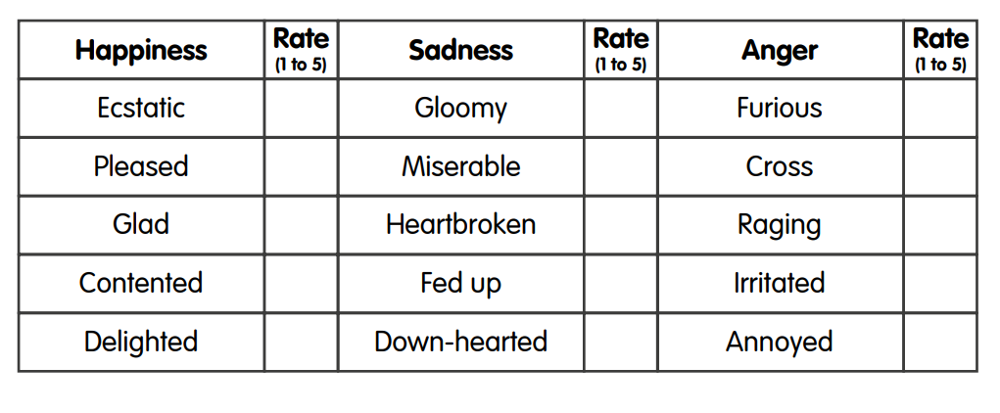 Happiness Rate (1 to 5) Sadness Rate (1 to 5) Anger Rate (1 to 5)
Ecstatic Gloomy Furious
Pleased Miserable Cross
Glad Heartbroken Raging
Contented Fed up Irritated
Delighted Down-hearted Annoyed